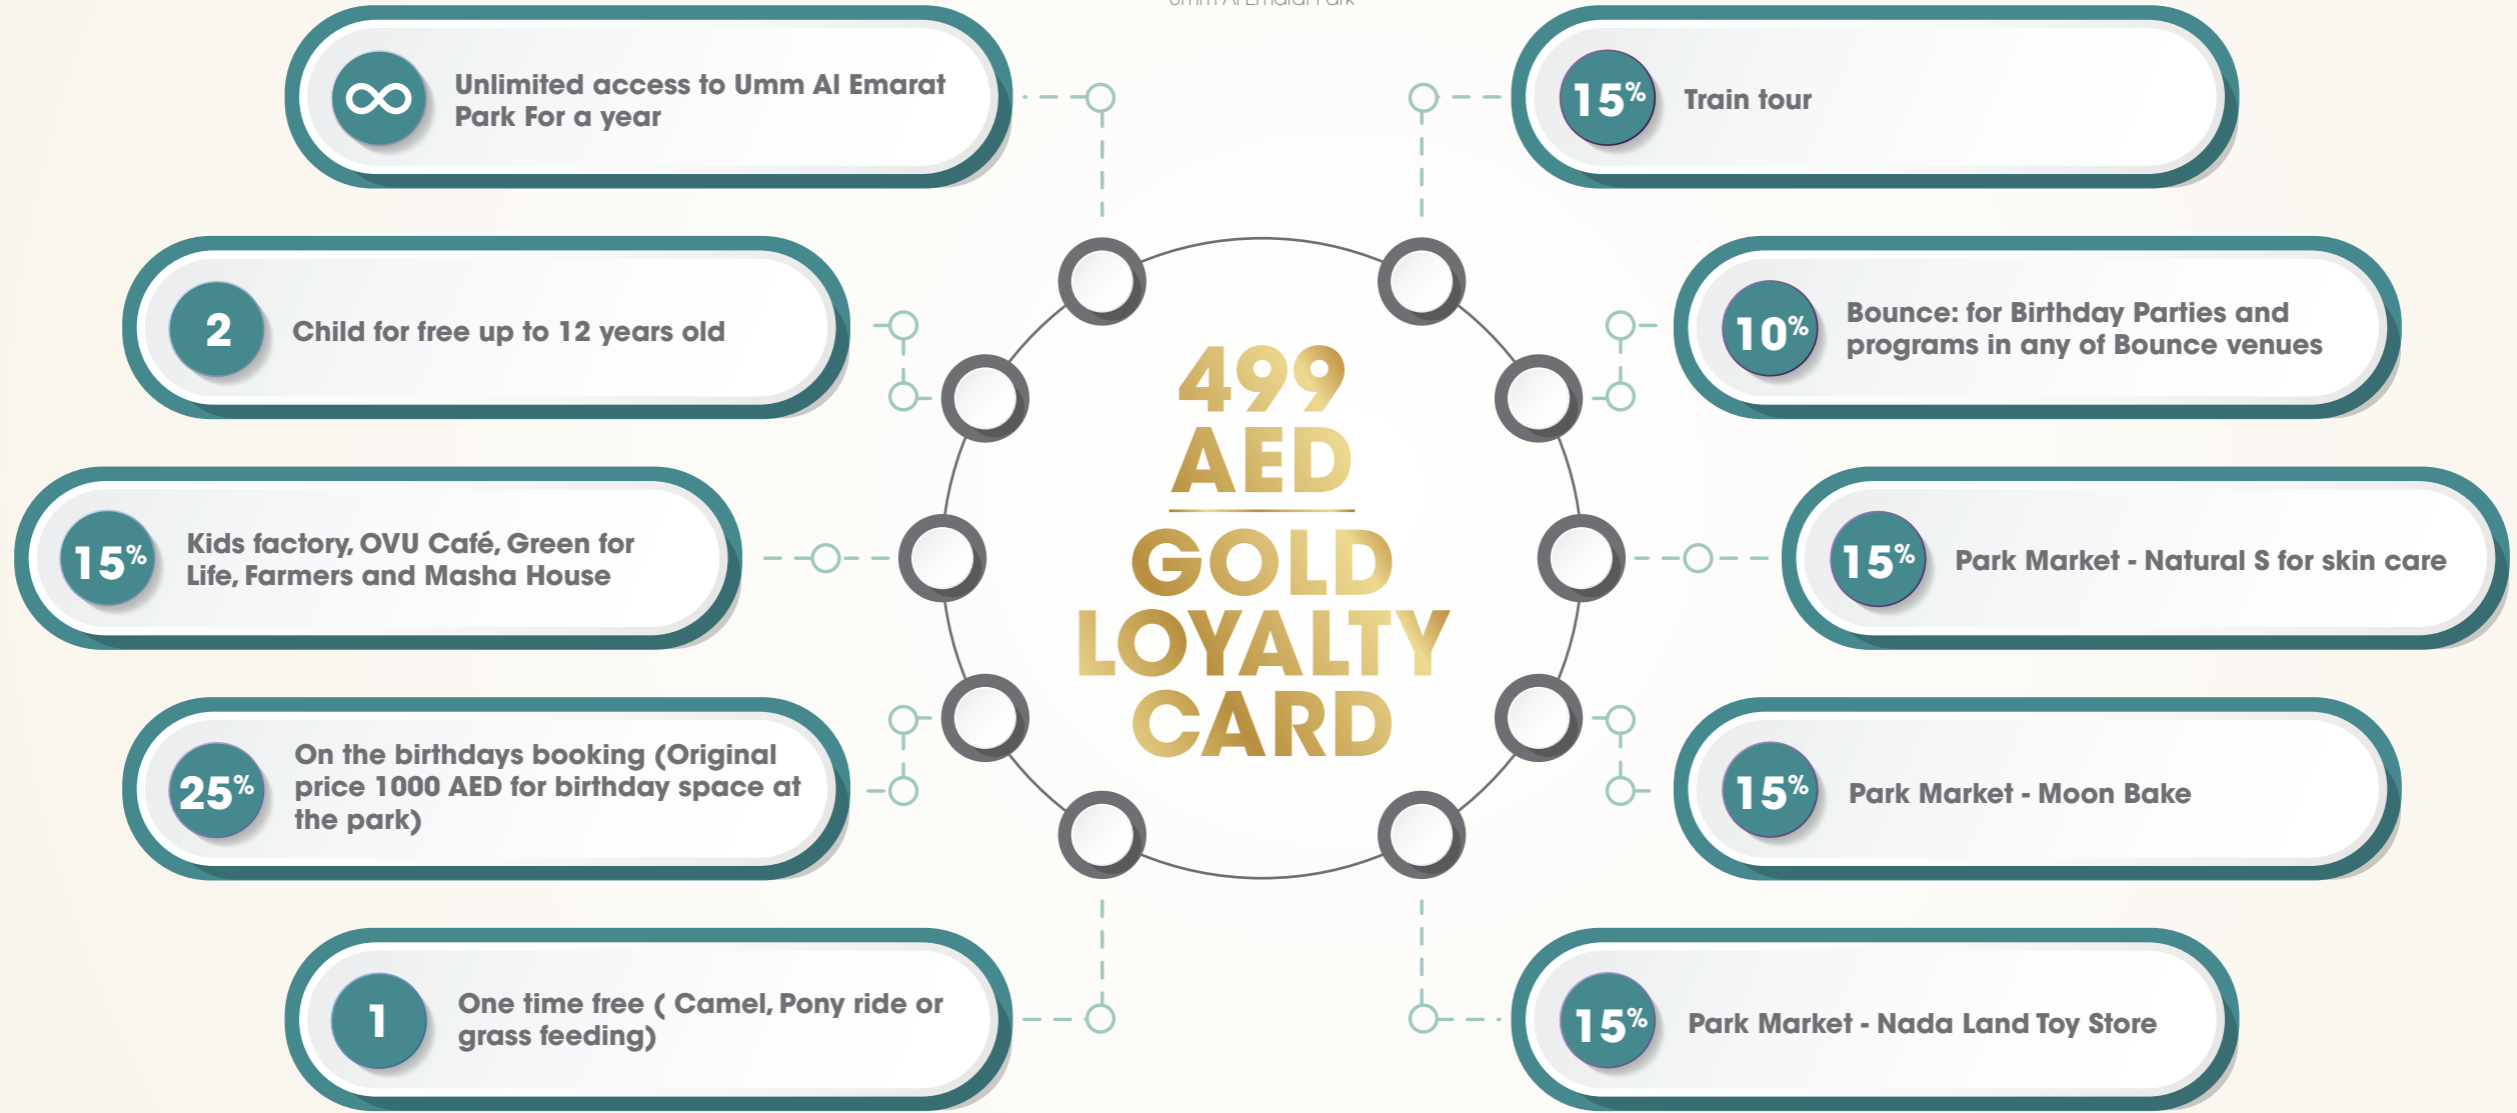 Umm Al Emarat Park
∞
Unlimited access to Umm Al Emarat
Park For a year
2
Child for free up to 12 years old
15%
Kids factory, OVU Café, Green for
Life, Farmers and Masha House
25%
On the birthdays booking (Original
price 1000 AED for birthday space at
the park)
1
One time free ( Camel, Pony ride or
grass feeding)
499
AED
GOLD
LOYALTY
CARD
15%
Train tour
10%
Bounce: for Birthday Parties and
programs in any of Bounce venues
15%
Park Market - Natural S for skin care
15%
Park Market - Moon Bake
15%
Park Market - Nada Land Toy Store